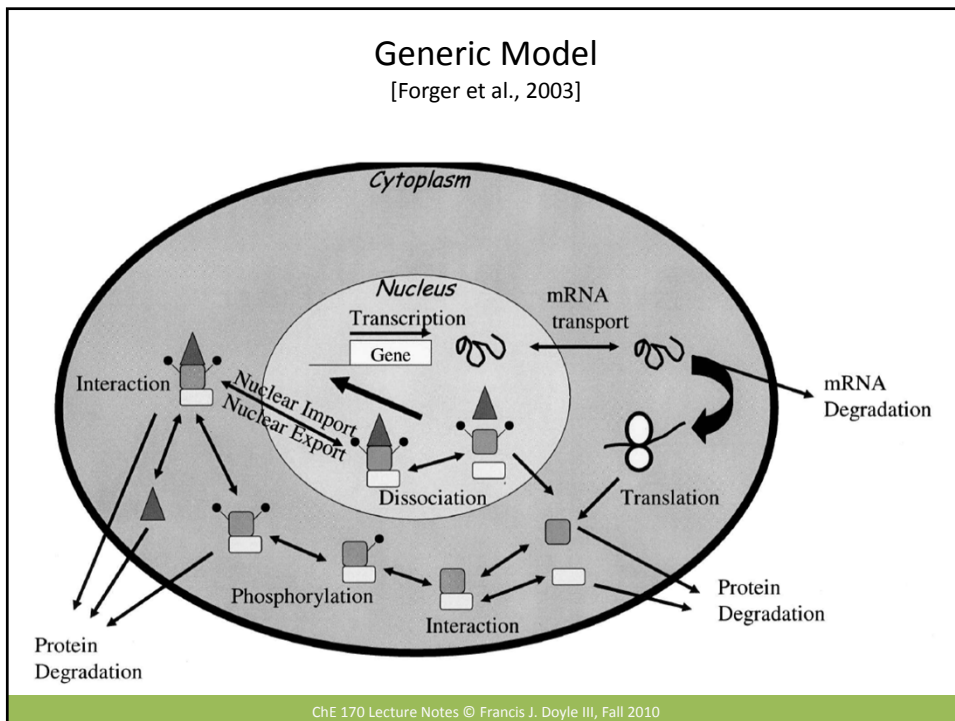 Generic Model
[Forger et al., 2003]
Cytoplasm
Nucleus
Transcription
Gene
mRNA
transport
Interaction
Nuclear Import
Nuclear Export
mRNA
Degradation
Dissociation
Translation
Phosphorylation
Interaction
Protein
Degradation
Protein
Degradation
ChE 170 Lecture Notes © Francis J. Doyle III, Fall 2010